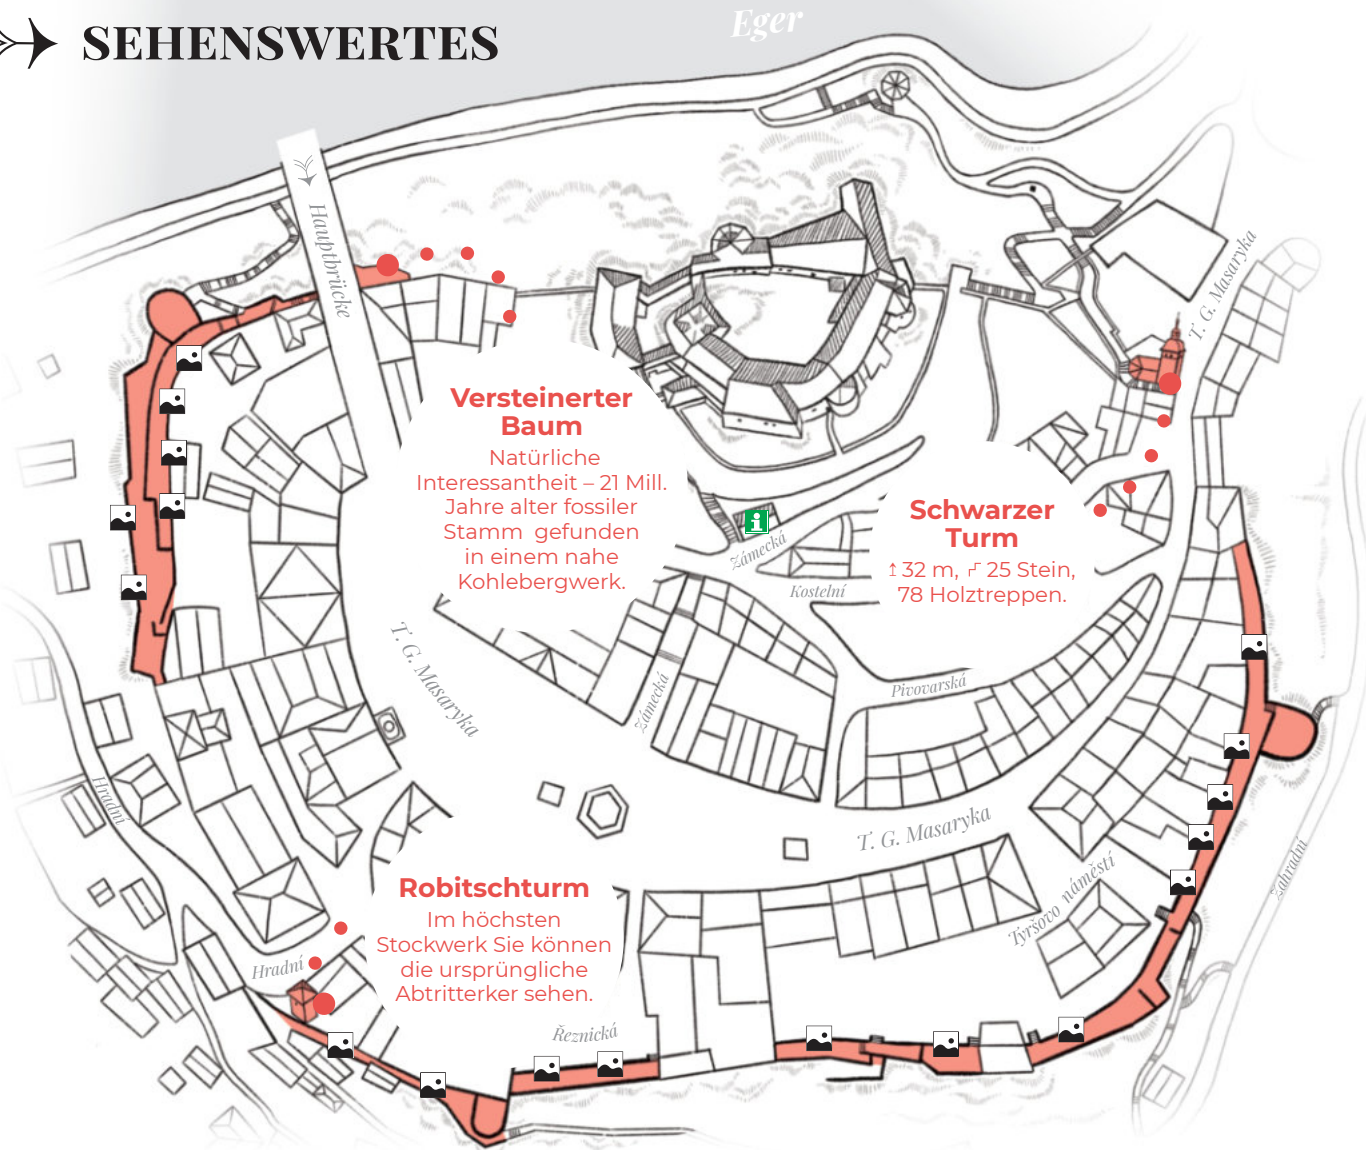 Eger
SEHENSWERTES
Hauptbrücke
T. G. Masaryka
Versteinerter
Baum
Natürliche
Interessantheit – 21 Mill.
Jahre alter fossiler
Stamm gefunden
in einem nahe
Kohlebergwerk.
Schwarzer
Turm
32 m, 25 Stein,
78 Holztreppen.
i
Zámecká
Kostelní
T. G. Masaryka
Zámecká
Pivovarská
Hradní
T. G. Masaryka
Tyršovo náměstí
Zahradní
Robitschturm
Im höchsten
Stockwerk Sie können
die ursprüngliche
Abtritterker sehen.
Hradní
Řeznická